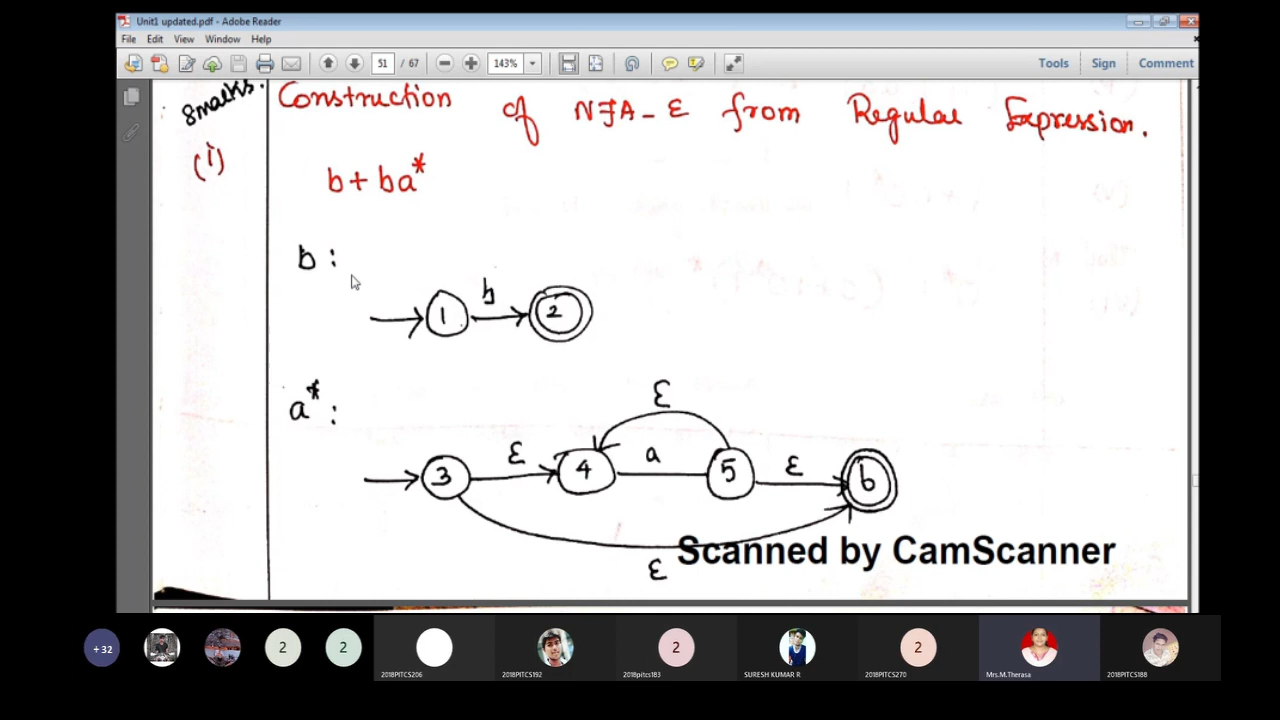 Unit1 updated.pdf - Adobe Reader
File Edit View Window Help
51 / 67 143% Tools Sign Comment
8marks.
Construction of NFA - ε from Regular Expression.
(i)
b + ba*
b :
b
1 2
a* :
ε
ε a ε
3 4 5 6
ε
Scanned by CamScanner
+32 2 2 2 2
2018PITCS206 2018PITCS192 2018pitcs183 SURESH KUMAR R 2018PITCS270 Mrs.M.Therasa 2018PITCS188